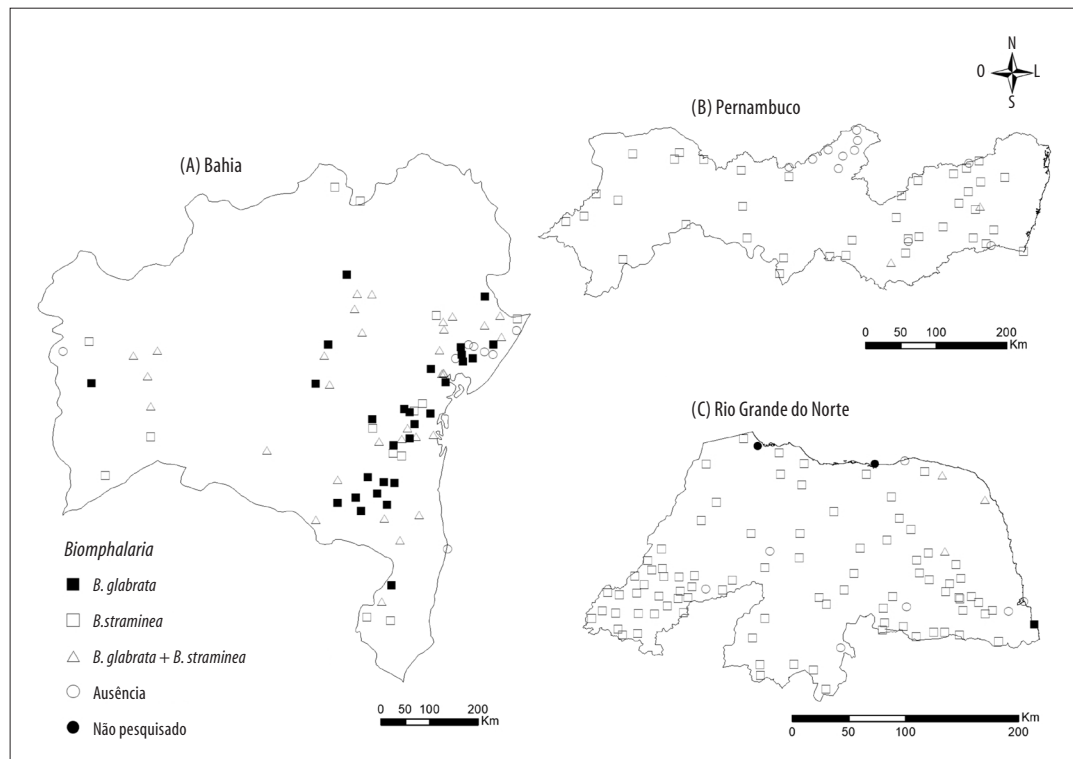 N
O L
S
(A) Bahia
(B) Pernambuco
0 50 100 200
Km
(C) Rio Grande do Norte
Biomphalaria
B. glabrata
B.straminea
B. glabrata + B. straminea
Ausência
Não pesquisado
Km
0 50 100 200
Km
0 50 100 200